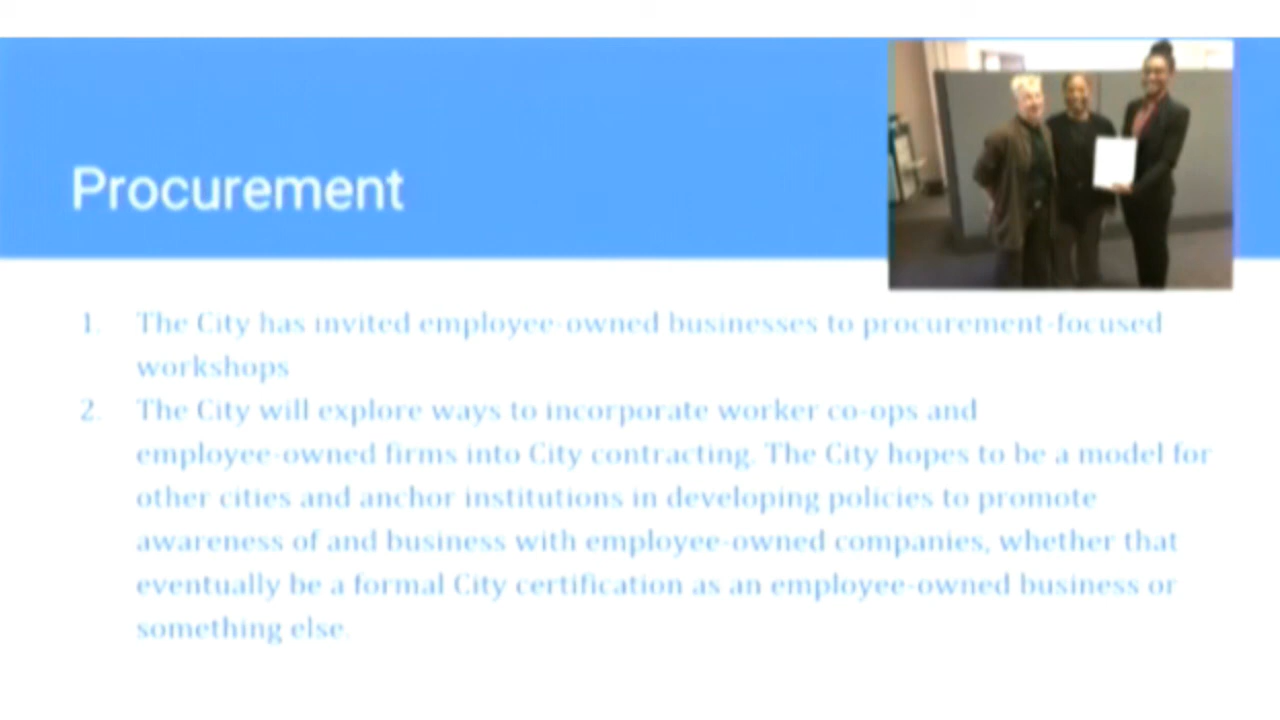 Procurement
1. The City has invited employee-owned businesses to procurement-focused
workshops
2. The City will explore ways to incorporate worker co-ops and
employee-owned firms into City contracting. The City hopes to be a model for
other cities and anchor institutions in developing policies to promote
awareness of and business with employee-owned companies, whether that
eventually be a formal City certification as an employee-owned business or
something else.